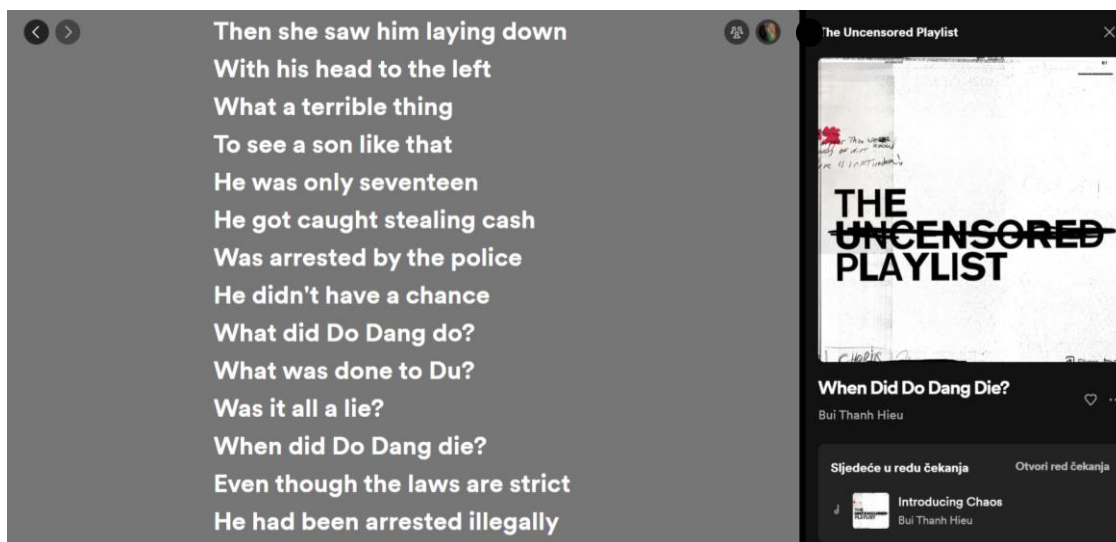 Then she saw him laying down
With his head to the left
What a terrible thing
To see a son like that
He was only seventeen
He got caught stealing cash
Was arrested by the police
He didn't have a chance
What did Do Dang do?
What was done to Du?
Was it all a lie?
When did Do Dang die?
Even though the laws are strict
He had been arrested illegally
The Uncensored Playlist
THE
UNCENSORED
PLAYLIST
When Did Do Dang Die?
Bui Thanh Hieu
Sljedeće u redu čekanja
Otvori red čekanja
Introducing Chaos
Bui Thanh Hieu